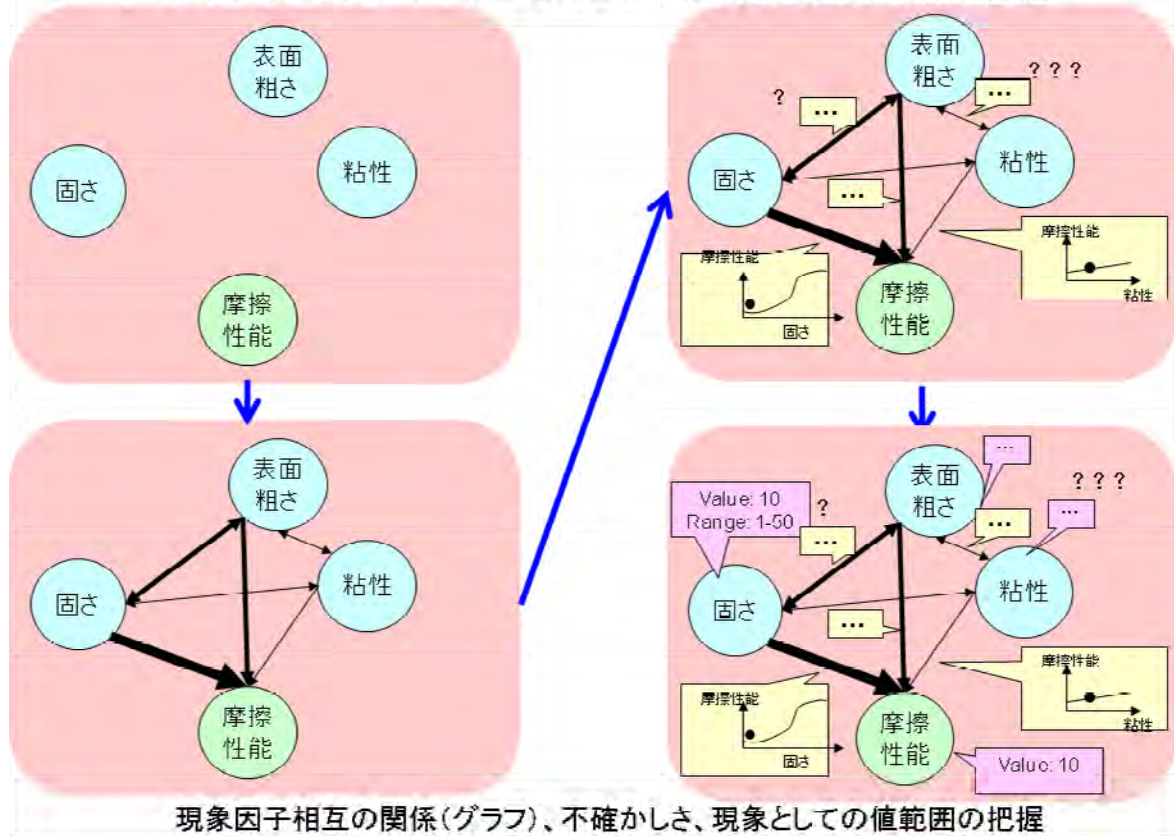 表面
粗さ
固さ
粘性
摩擦
性能
表面
粗さ
固さ
粘性
摩擦
性能
表面
粗さ
? ? ?
?
...
...
固さ
粘性
...
摩擦性能
固さ
摩擦性能
粘性
摩擦
性能
表面
粗さ
...
? ? ?
Value: 10
Range: 1-50
?
...
...
...
固さ
粘性
...
摩擦性能
固さ
摩擦性能
粘性
摩擦
性能
Value: 10
現象因子相互の関係(グラフ)、不確かしさ、現象としての値範囲の把握